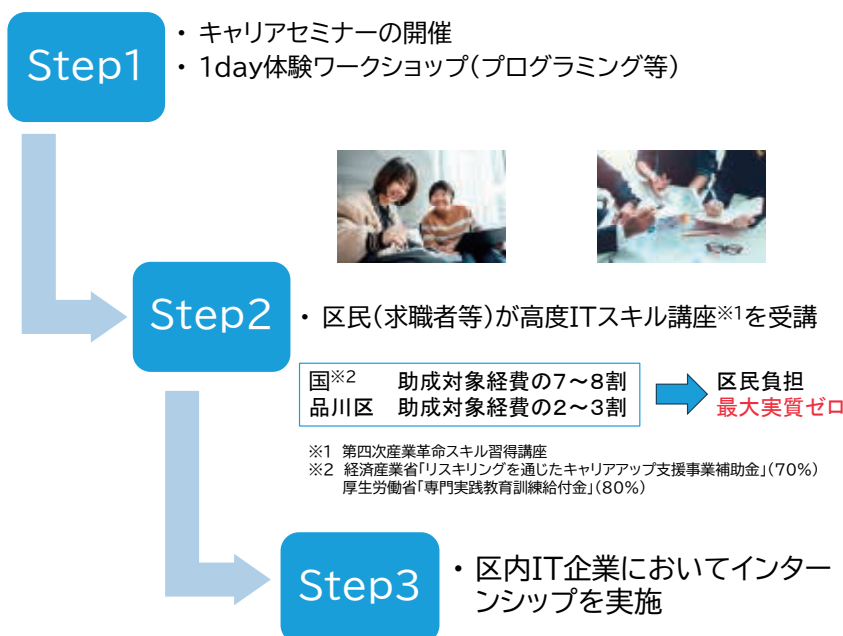 Step1
・ キャリアセミナーの開催
・ 1day体験ワークショップ(プログラミング等)
Step2
・ 区民(求職者等)が高度ITスキル講座※1を受講
国※2 助成対象経費の7～8割
品川区 助成対象経費の2～3割
区民負担
最大実質ゼロ
※1 第四次産業革命スキル習得講座
※2 経済産業省「リスキリングを通じたキャリアアップ支援事業補助金」(70%)
厚生労働省「専門実践教育訓練給付金」(80%)
Step3
・ 区内IT企業においてインター
ンシップを実施